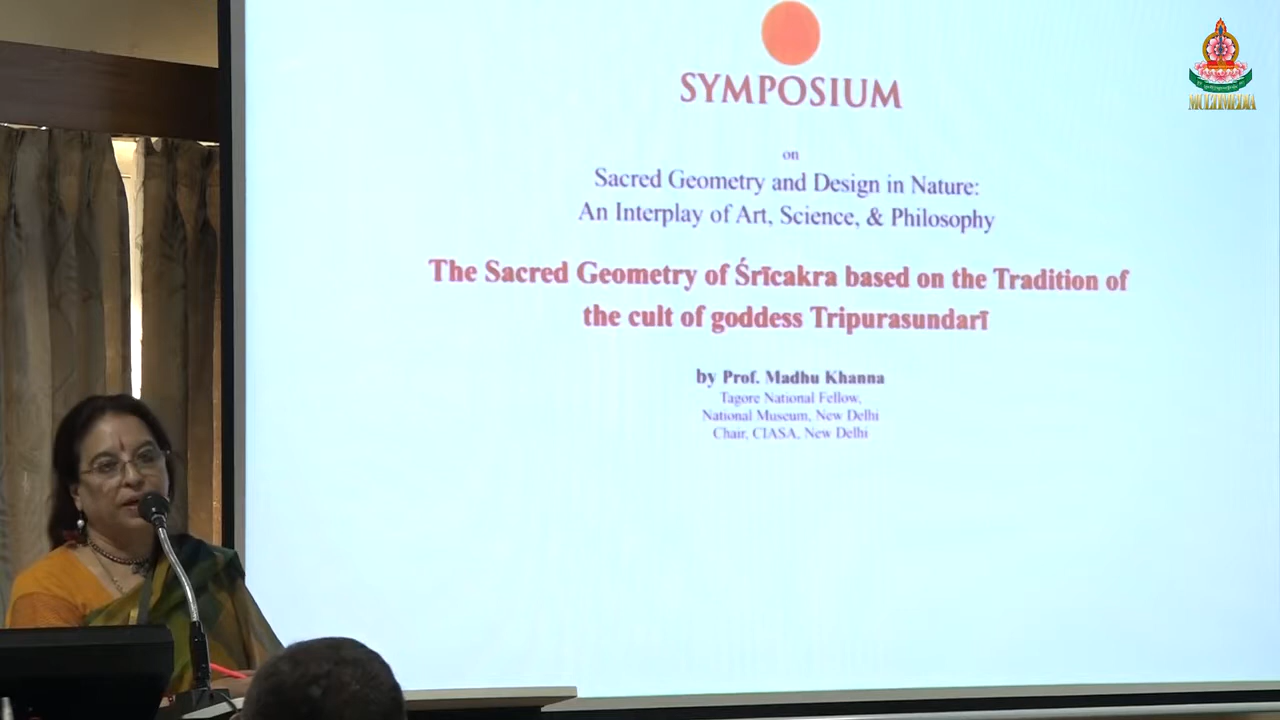 SYMPOSIUM
on
Sacred Geometry and Design in Nature:
An Interplay of Art, Science, & Philosophy
The Sacred Geometry of Śrīcakra based on the Tradition of
the cult of goddess Tripurasundarī
by Prof. Madhu Khanna
Tagore National Fellow,
National Museum, New Delhi
Chair, CIASA, New Delhi
MULTIMEDIA